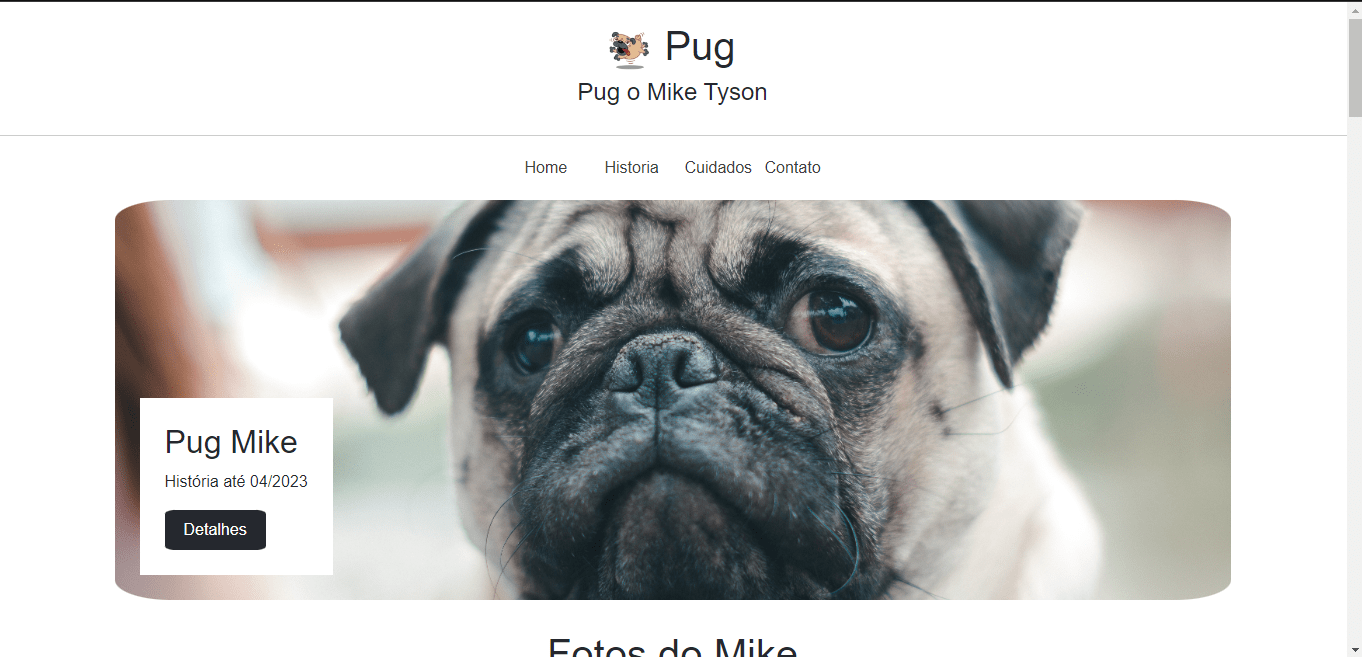 Pug
Pug o Mike Tyson
Home Historia Cuidados Contato
Pug Mike
História até 04/2023
Detalhes
Fotos do Mike